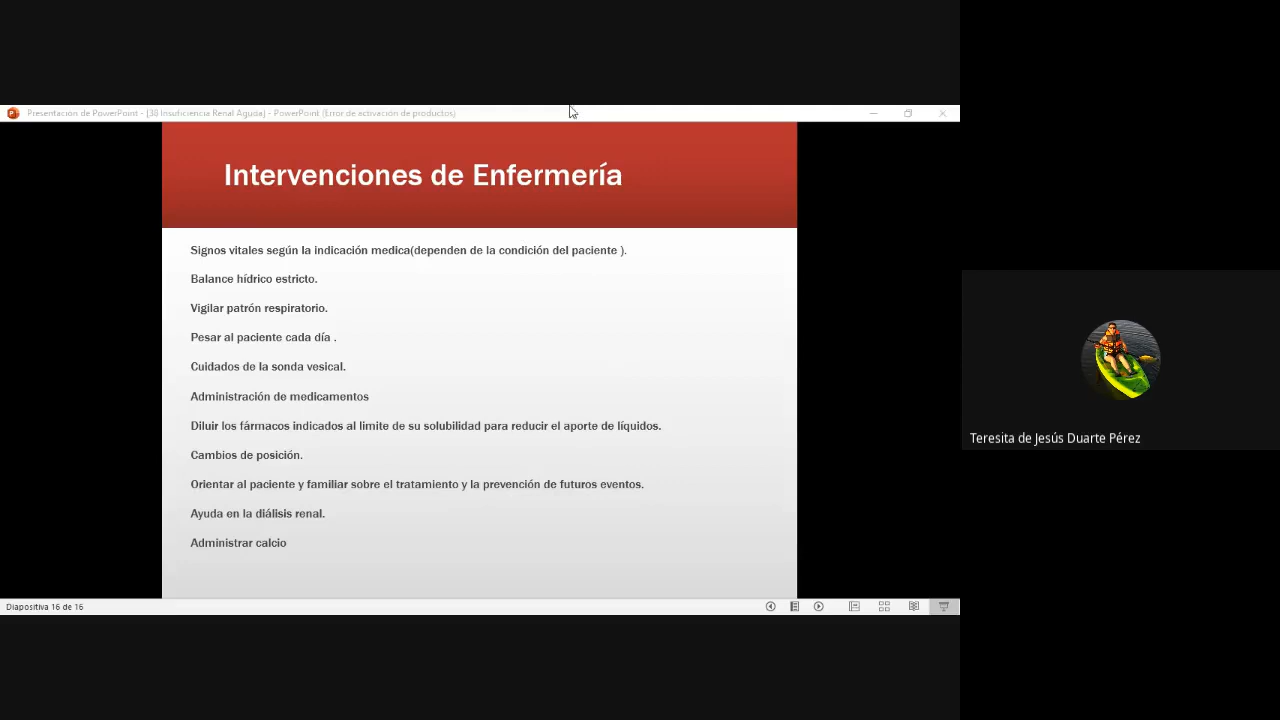 Presentación de PowerPoint - [3il Insuficiencia Renal Aguda] - PowerPoint (Error de activación de productos)
Intervenciones de Enfermería
Signos vitales según la indicación medica(dependen de la condición del paciente ).
Balance hídrico estricto.
Vigilar patrón respiratorio.
Pesar al paciente cada día .
Cuidados de la sonda vesical.
Administración de medicamentos
Diluir los fármacos indicados al limite de su solubilidad para reducir el aporte de líquidos.
Cambios de posición.
Orientar al paciente y familiar sobre el tratamiento y la prevención de futuros eventos.
Ayuda en la diálisis renal.
Administrar calcio
Diapositiva 16 de 16
Teresita de Jesús Duarte Pérez